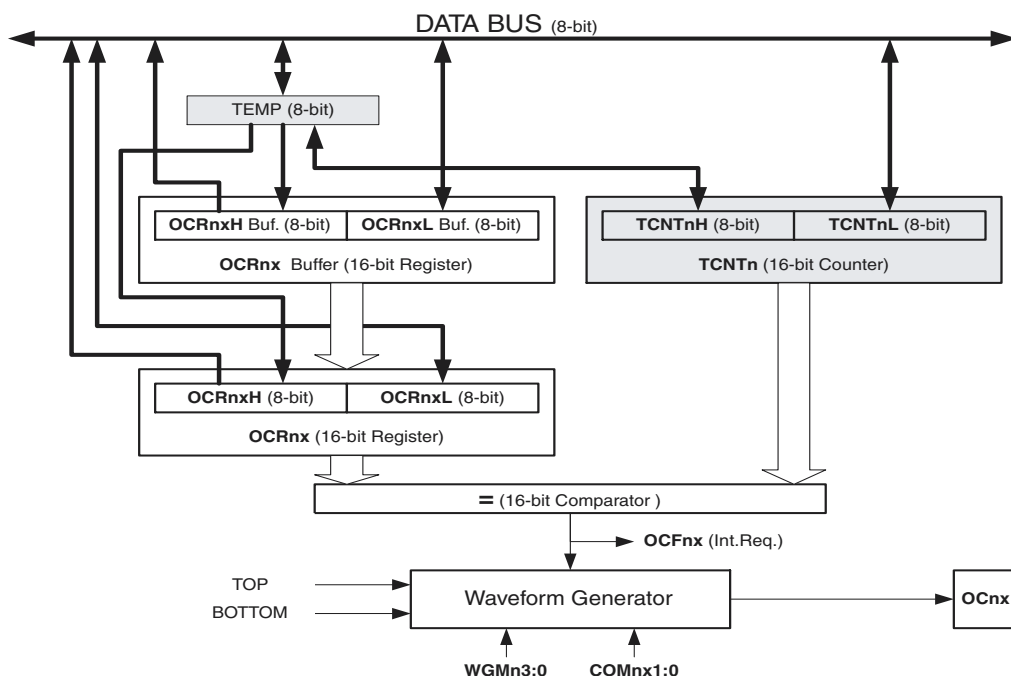 DATA BUS (8-bit)
TEMP (8-bit)
OCRnxH Buf. (8-bit) OCRnxL Buf. (8-bit)
OCRnx Buffer (16-bit Register)
TCNTnH (8-bit) TCNTnL (8-bit)
TCNTn (16-bit Counter)
OCRnxH (8-bit) OCRnxL (8-bit)
OCRnx (16-bit Register)
= (16-bit Comparator )
OCFnx (Int.Req.)
TOP
BOTTOM
Waveform Generator
OCnx
WGMn3:0 COMnx1:0